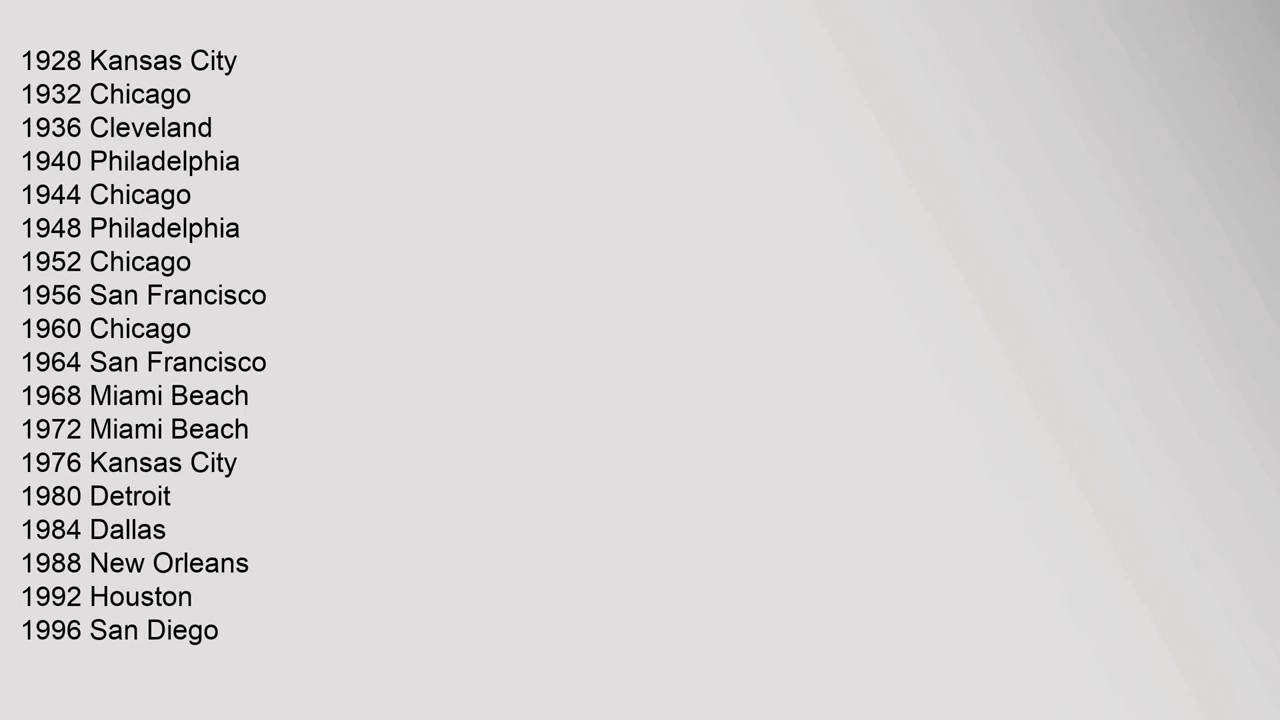 1928 Kansas City
1932 Chicago
1936 Cleveland
1940 Philadelphia
1944 Chicago
1948 Philadelphia
1952 Chicago
1956 San Francisco
1960 Chicago
1964 San Francisco
1968 Miami Beach
1972 Miami Beach
1976 Kansas City
1980 Detroit
1984 Dallas
1988 New Orleans
1992 Houston
1996 San Diego